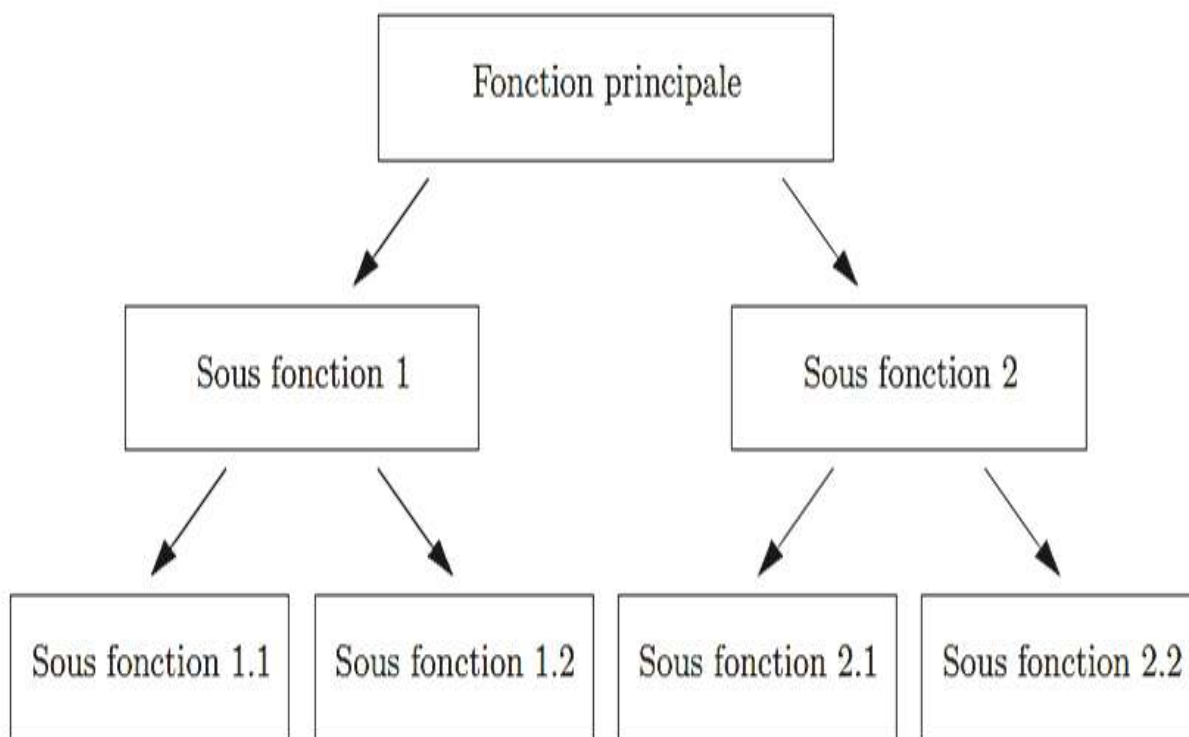 Fonction principale
Sous fonction 1
Sous fonction 2
Sous fonction 1.1
Sous fonction 1.2
Sous fonction 2.1
Sous fonction 2.2